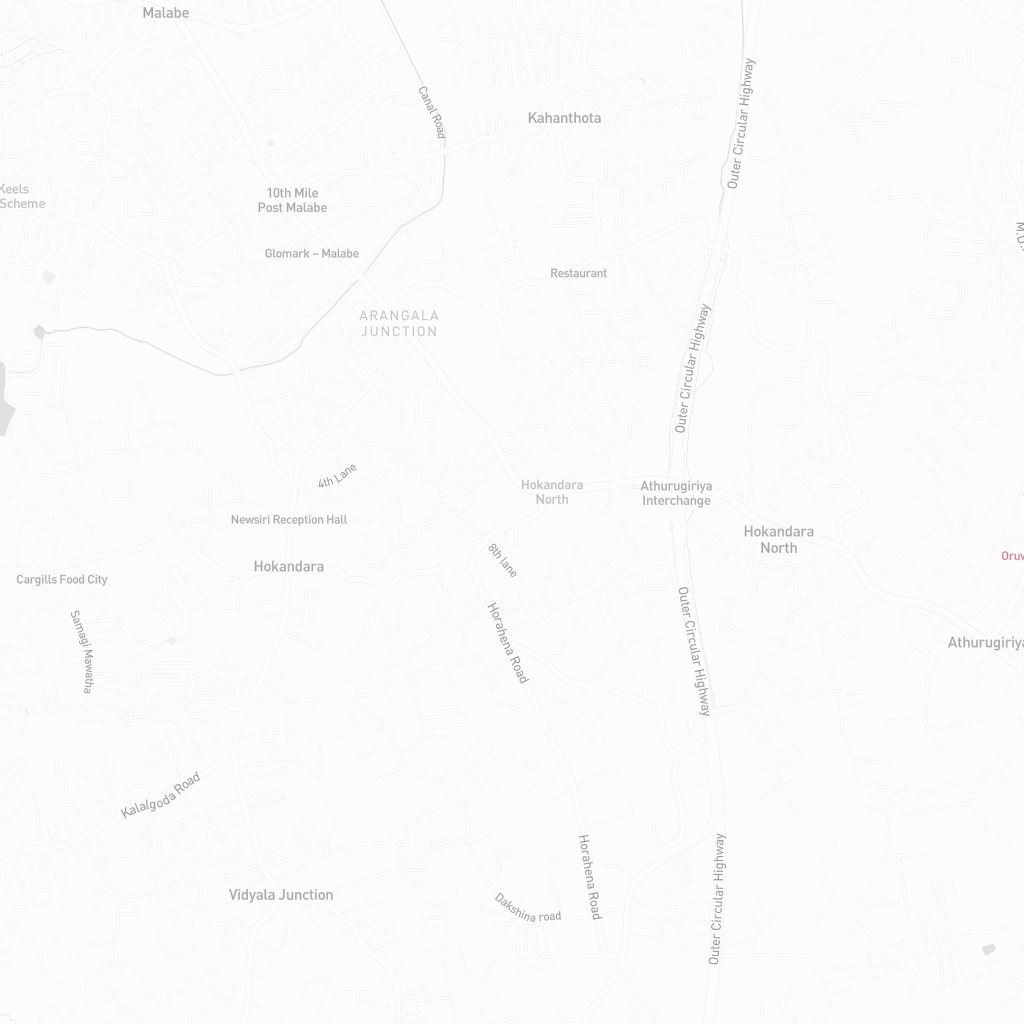 Malabe
Canal Road
Outer Circular Highway
Kahanthota
Keels
Scheme
10th Mile
Post Malabe
Glomark – Malabe
Restaurant
ARANGALA
JUNCTION
Outer Circular Highway
4th Lane
Hokandara
North
Athurugiriya
Interchange
Newsiri Reception Hall
Hokandara
North
8th lane
Hokandara
Cargills Food City
Samagi Mawatha
Horahena Road
Outer Circular Highway
Athurugiriya
Kalalgoda Road
Horahena Road
Outer Circular Highway
Vidyala Junction
Dakshina road